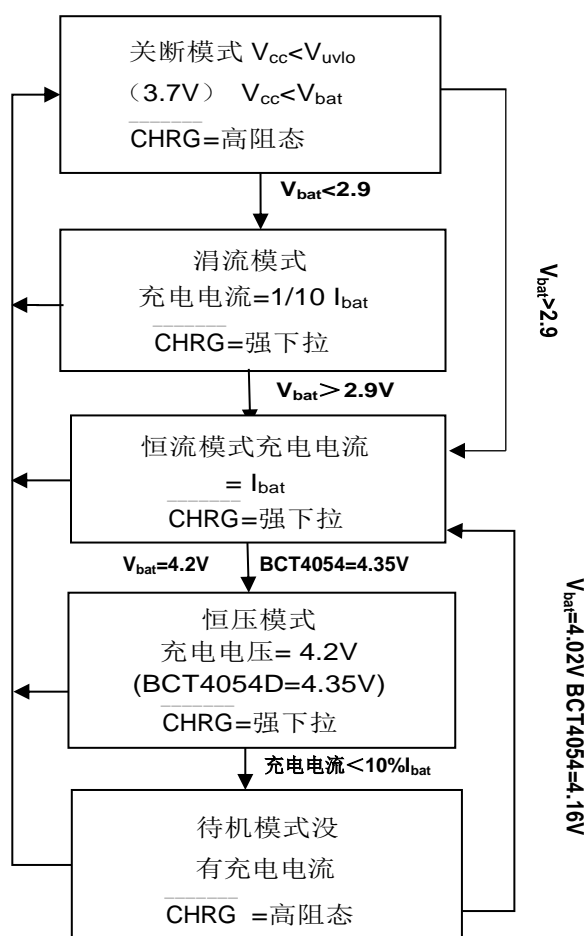 关断模式 Vcc<Vuvlo
（3.7V） Vcc<Vbat
CHRG=高阻态
Vbat<2.9
涓流模式
充电电流=1/10 Ibat
CHRG=强下拉
Vbat>2.9
Vbat＞2.9V
恒流模式充电电流
= Ibat
CHRG=强下拉
Vbat=4.2V BCT4054=4.35V
恒压模式
充电电压= 4.2V
(BCT4054D=4.35V)
CHRG=强下拉
Vbat=4.02V BCT4054=4.16V
充电电流＜10%Ibat
待机模式没
有充电电流
CHRG =高阻态